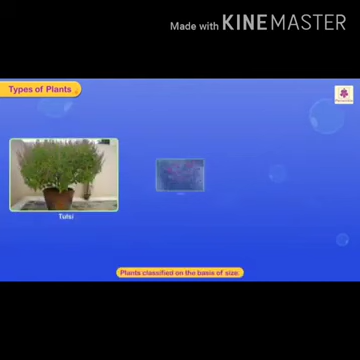 Made with KINEMASTER
Types of Plants
Tulsi
Plants classified on the basis of size.